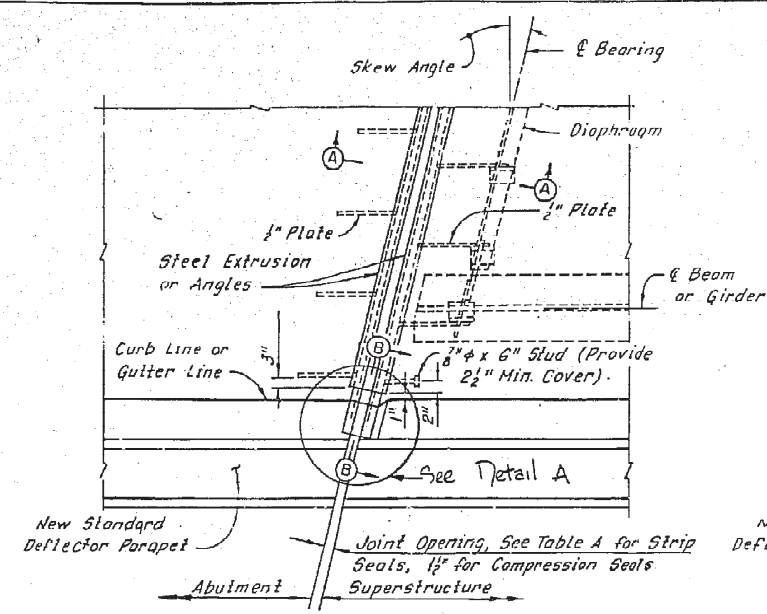 Skew Angle
℄ Bearing
Diaphragm
A
A
½" Plate
½" Plate
Steel Extrusion
or Angles
℄ Beam
or Girder
B
Curb Line or
Gutter Line
3"
⅞"ϕ x 6" Stud (Provide
2½" Min. Cover).
1"
2"
B
See Detail A
New Standard
Deflector Parapet
Joint Opening, See Table A for Strip
Seals, 1½" for Compression Seals
Abutment
Superstructure